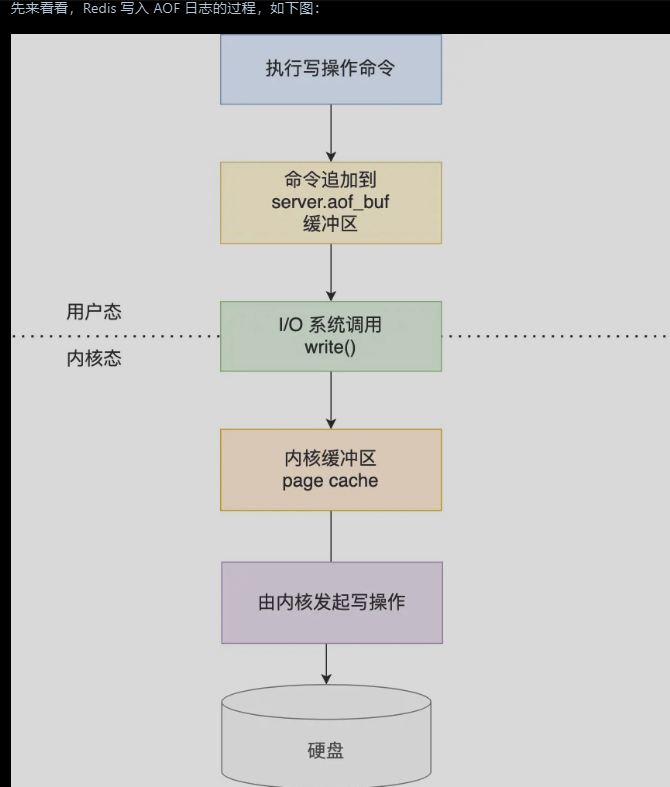 先来看看，Redis 写入 AOF 日志的过程，如下图：
执行写操作命令
命令追加到
server.aof_buf
缓冲区
用户态
I/O 系统调用
write()
内核态
内核缓冲区
page cache
由内核发起写操作
硬盘